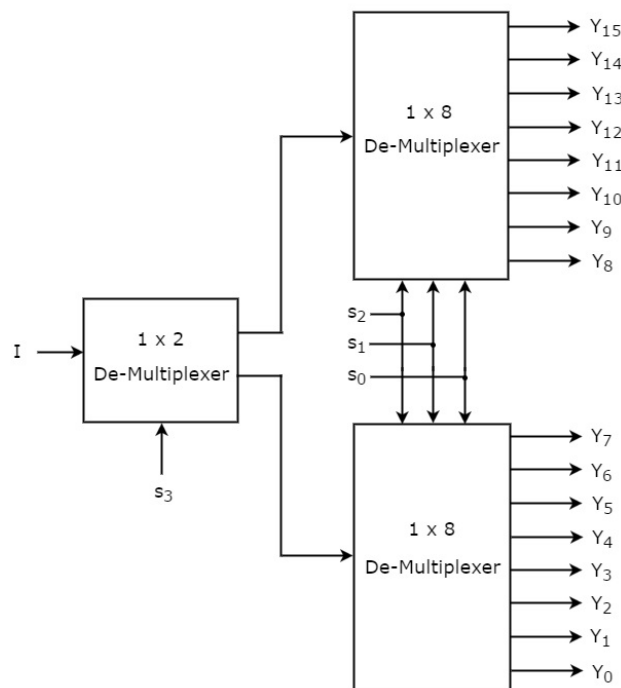 Y₁₅
Y₁₄
Y₁₃
Y₁₂
Y₁₁
Y₁₀
Y₉
Y₈
1 x 8
De-Multiplexer
s₂
s₁
s₀
I
1 x 2
De-Multiplexer
s₃
1 x 8
De-Multiplexer
Y₇
Y₆
Y₅
Y₄
Y₃
Y₂
Y₁
Y₀